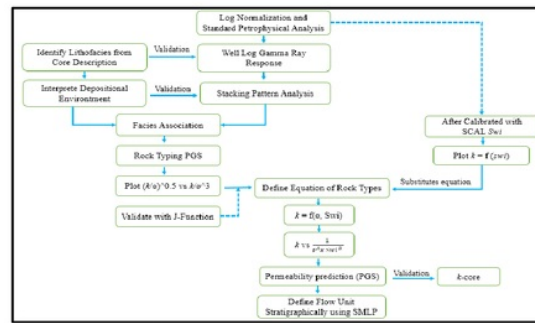 Log Normalization and
Standard Petrophysical Analysis
Identify Lithofacies from
Core Description
Validation
Well Log Gamma Ray
Response
Interprete Depositional
Environtment
Validation
Stacking Pattern Analysis
Facies Association
After Calibrated with
SCAL Swi
Rock Typing PGS
Plot k = f (swi)
Plot (k/ø)^0.5 vs k/ø^3
Define Equation of Rock Types
Substitutes equation
Validate with J-Function
k = f(ø, Swi)
k vs
Permeability prediction (PGS)
Validation
k-core
Define Flow Unit
Stratigraphically using SMLP